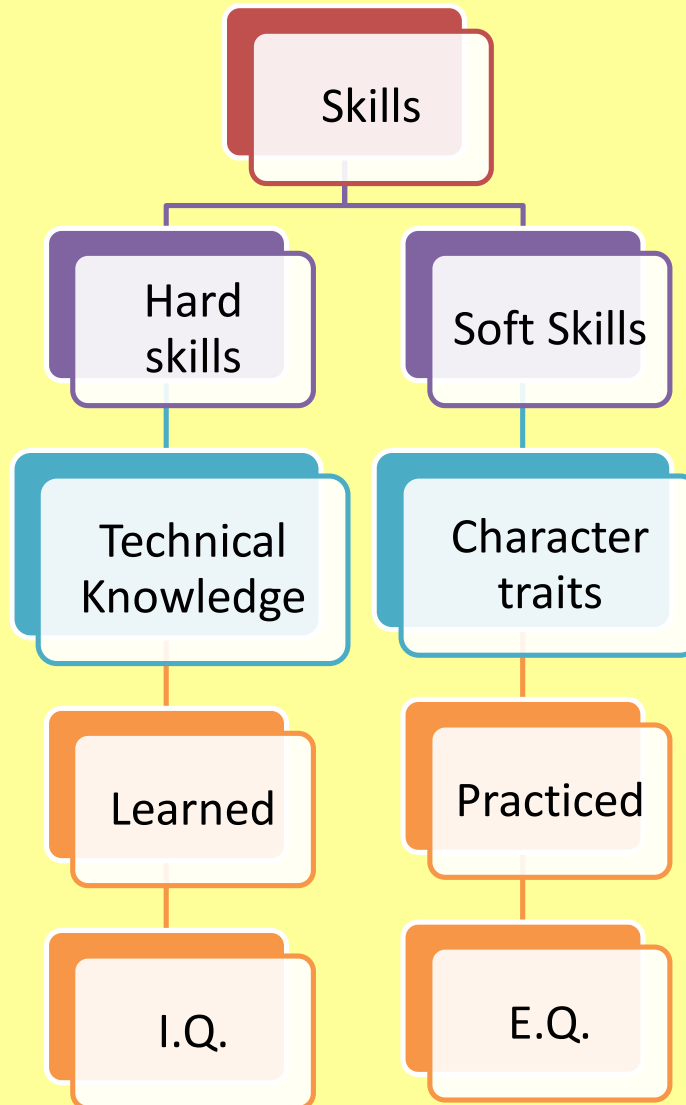 Skills
Hard
skills
Soft Skills
Technical
Knowledge
Character
traits
Learned
Practiced
I.Q.
E.Q.